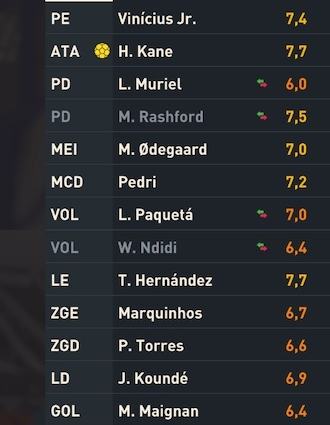 PE Vinícius Jr. 7,4
ATA H. Kane 7,7
PD L. Muriel 6,0
PD M. Rashford 7,5
MEI M. Ødegaard 7,0
MCD Pedri 7,2
VOL L. Paquetá 7,0
VOL W. Ndidi 6,4
LE T. Hernández 7,7
ZGE Marquinhos 6,7
ZGD P. Torres 6,6
LD J. Koundé 6,9
GOL M. Maignan 6,4